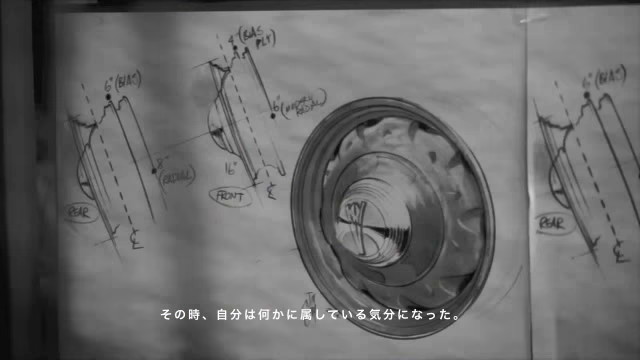 4" (BIAS
PLY)
6" (BIAS)
6" (BIAS)
8"
(RADIAL)
16"
FRONT
REAR
REAR
その時、自分は何かに属している気分になった。